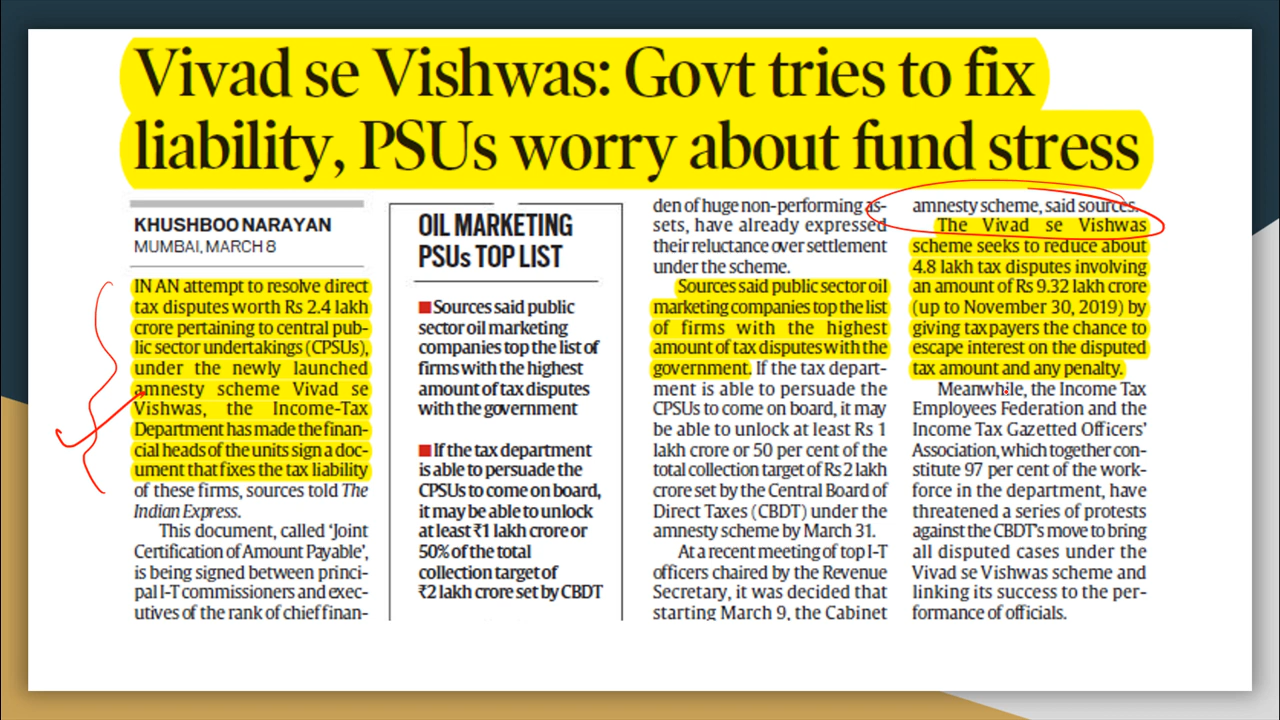 Vivad se Vishwas: Govt tries to fix
liability, PSUs worry about fund stress
KHUSHBOO NARAYAN
MUMBAI, MARCH 8
IN AN attempt to resolve direct
tax disputes worth Rs 2.4 lakh
crore pertaining to central pub-
lic sector undertakings (CPSUs),
under the newly launched
amnesty scheme Vivad se
Vishwas, the Income-Tax
Department has made the finan-
cial heads of the units sign a doc-
ument that fixes the tax liability
of these firms, sources told The
Indian Express.
This document, called ‘Joint
Certification of Amount Payable’,
is being signed between princi-
pal I-T commissioners and exec-
utives of the rank of chief finan-
OIL MARKETING
PSUs TOP LIST
Sources said public
sector oil marketing
companies top the list of
firms with the highest
amount of tax disputes
with the government
If the tax department
is able to persuade the
CPSUs to come on board,
it may be able to unlock
at least ₹1 lakh crore or
50% of the total
collection target of
₹2 lakh crore set by CBDT
den of huge non-performing as-
sets, have already expressed
their reluctance over settlement
under the scheme.
Sources said public sector oil
marketing companies top the list
of firms with the highest
amount of tax disputes with the
government. If the tax depart-
ment is able to persuade the
CPSUs to come on board, it may
be able to unlock at least Rs 1
lakh crore or 50 per cent of the
total collection target of Rs 2 lakh
crore set by the Central Board of
Direct Taxes (CBDT) under the
amnesty scheme by March 31.
At a recent meeting of top I-T
officers chaired by the Revenue
Secretary, it was decided that
starting March 9, the Cabinet
amnesty scheme, said sources.
The Vivad se Vishwas
scheme seeks to reduce about
4.8 lakh tax disputes involving
an amount of Rs 9.32 lakh crore
(up to November 30, 2019) by
giving taxpayers the chance to
escape interest on the disputed
tax amount and any penalty.
Meanwhile, the Income Tax
Employees Federation and the
Income Tax Gazetted Officers’
Association, which together con-
stitute 97 per cent of the work-
force in the department, have
threatened a series of protests
against the CBDT’s move to bring
all disputed cases under the
Vivad se Vishwas scheme and
linking its success to the per-
formance of officials.